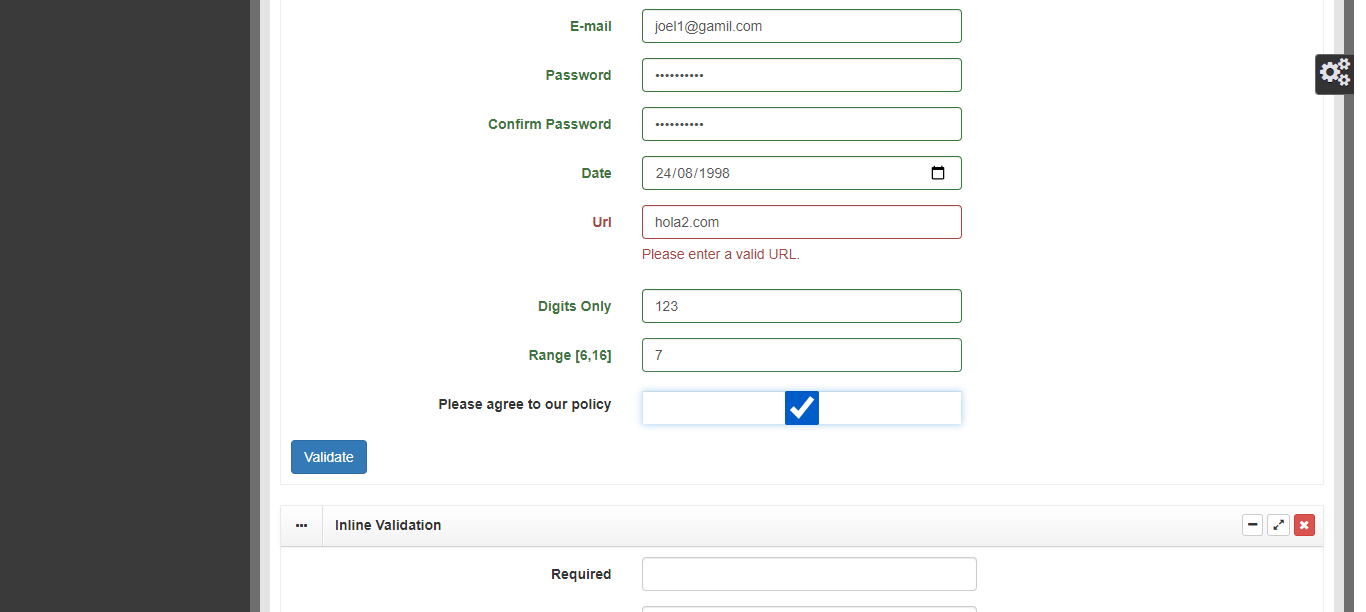 E-mail joel1@gamil.com
Password ••••••••••
Confirm Password ••••••••••
Date 24/08/1998
Url hola2.com
Please enter a valid URL.
Digits Only 123
Range [6,16] 7
Please agree to our policy
Validate
Inline Validation
Required